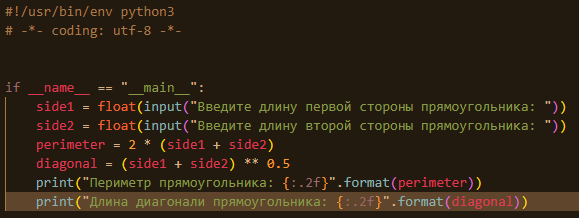 #!/usr/bin/env python3
# -*- coding: utf-8 -*-
if __name__ == "__main__":
side1 = float(input("Введите длину первой стороны прямоугольника: "))
side2 = float(input("Введите длину второй стороны прямоугольника: "))
perimeter = 2 * (side1 + side2)
diagonal = (side1 + side2) ** 0.5
print("Периметр прямоугольника: {:.2f}".format(perimeter))
print("Длина диагонали прямоугольника: {:.2f}".format(diagonal))